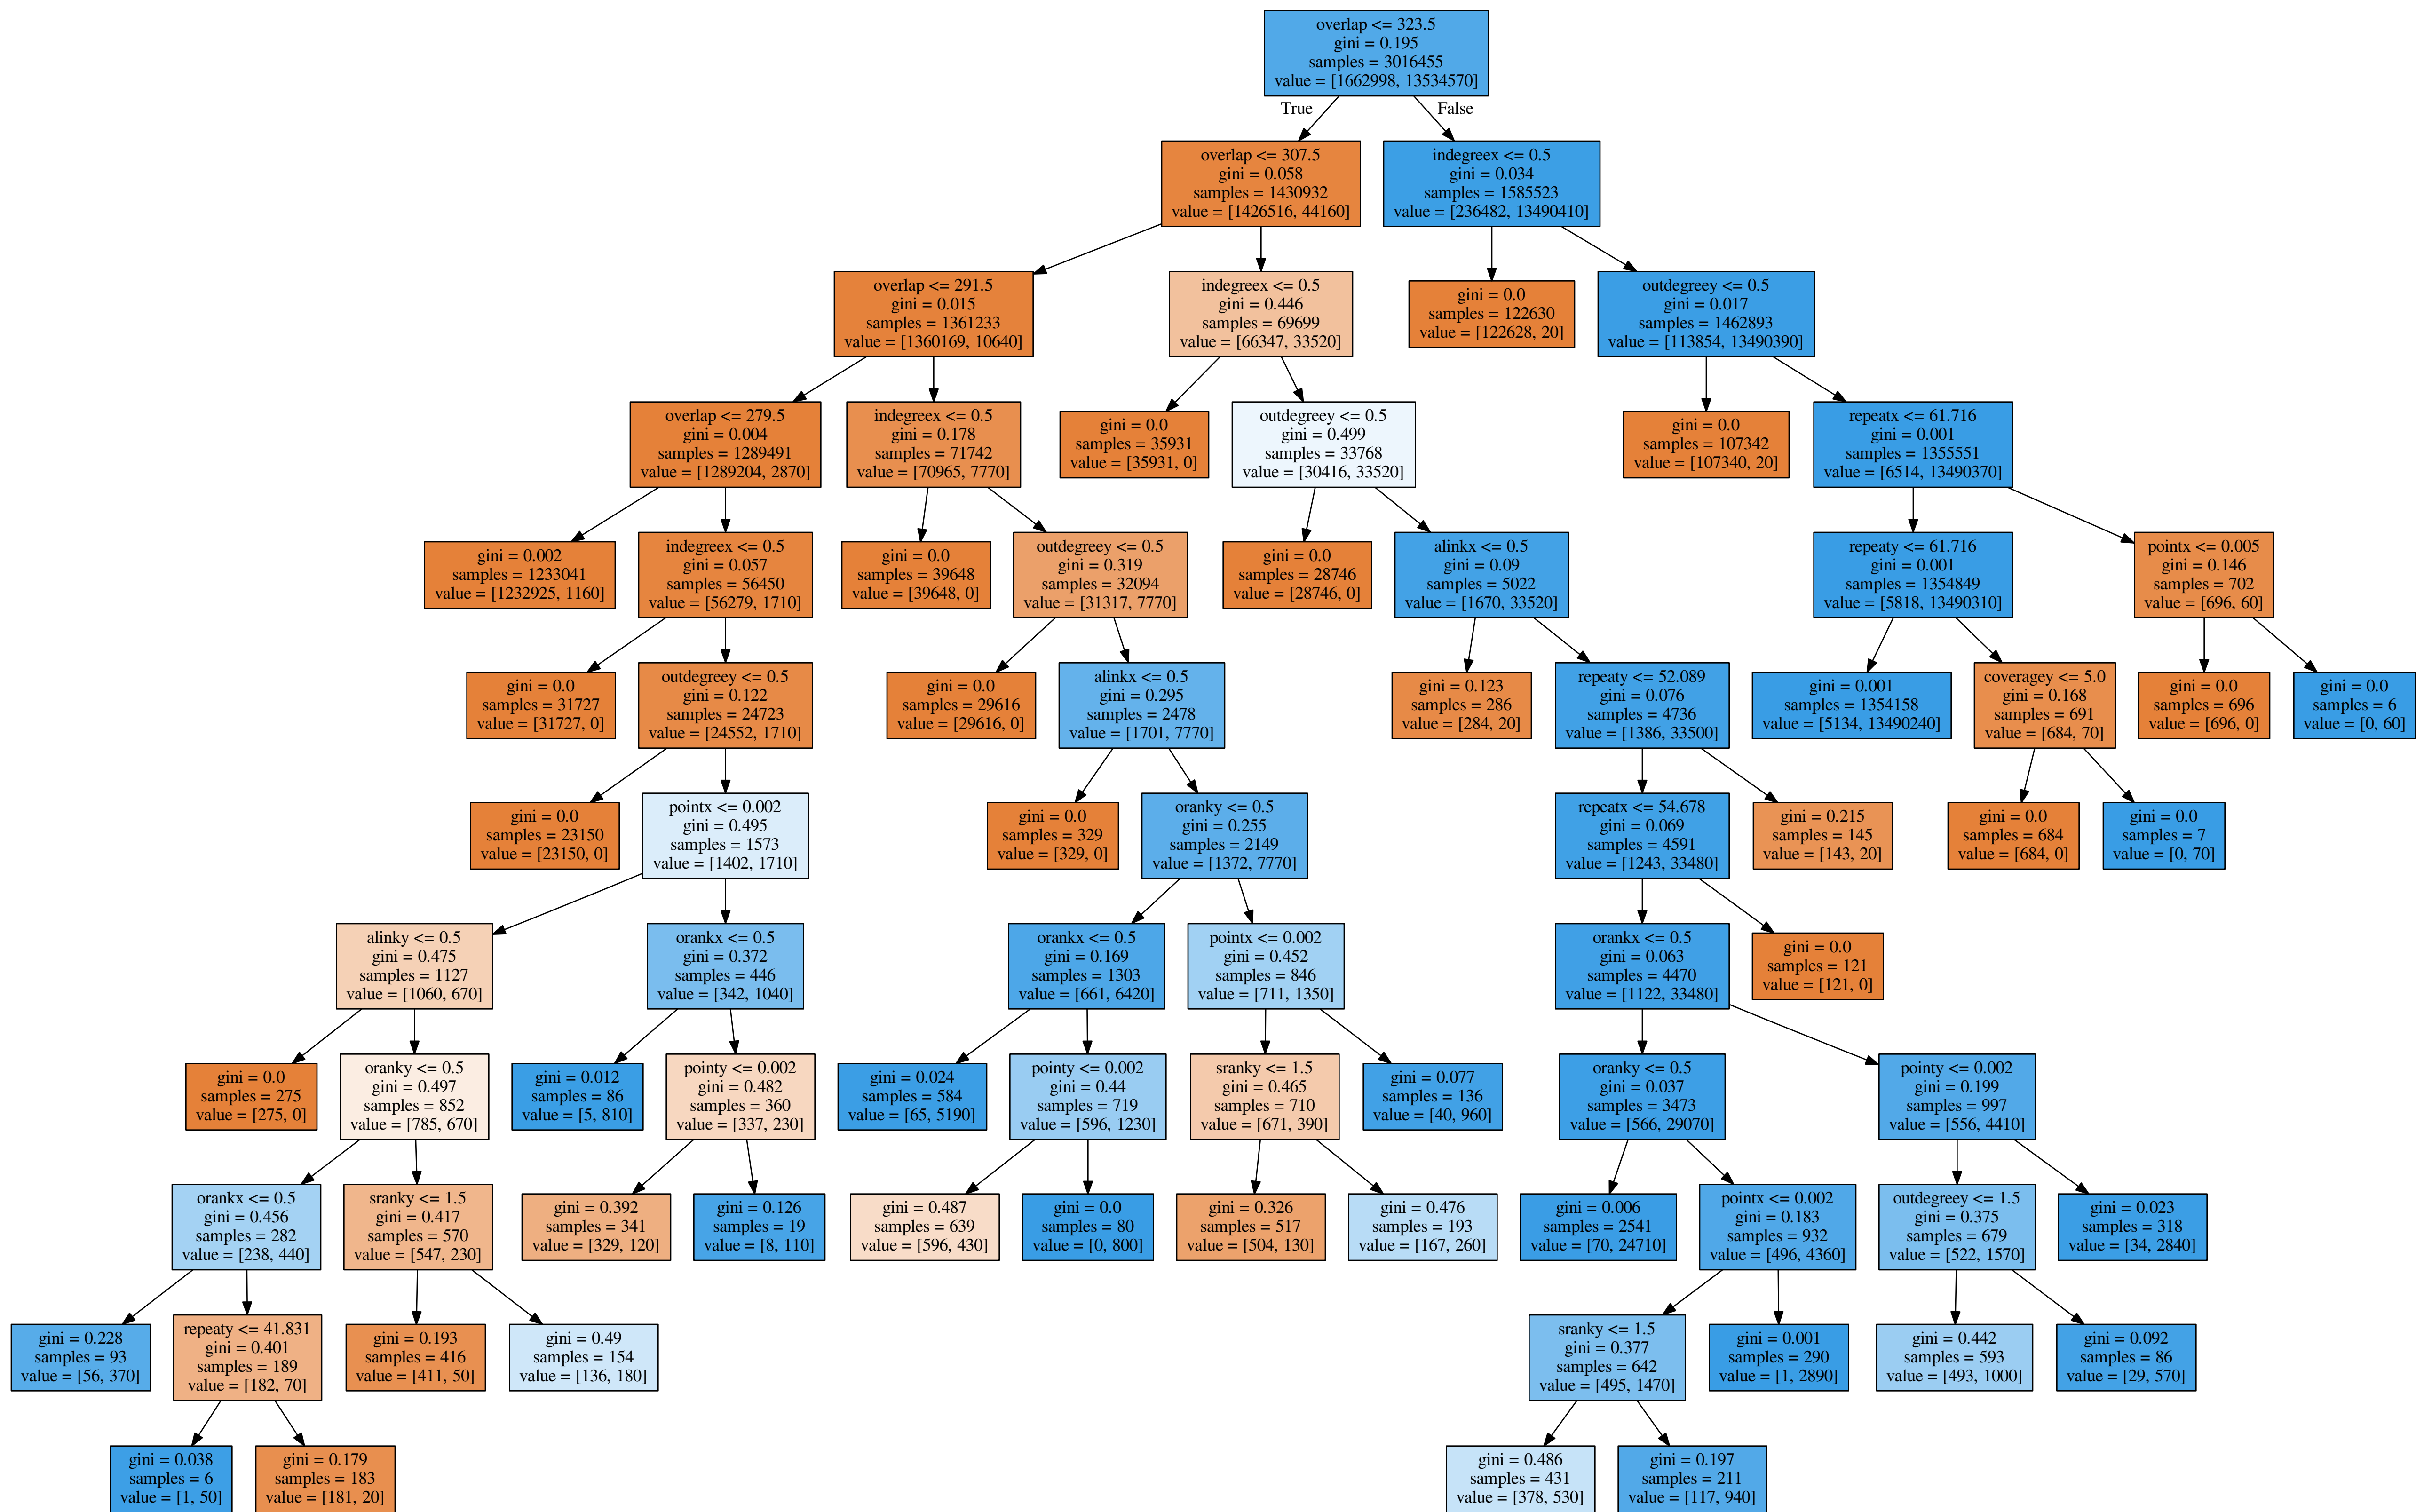 overlap <= 323.5
gini = 0.195
samples = 3016455
value = [1662998, 13534570]
True
False
overlap <= 307.5
gini = 0.058
samples = 1430932
value = [1426516, 44160]
indegreex <= 0.5
gini = 0.034
samples = 1585523
value = [236482, 13490410]
overlap <= 291.5
gini = 0.015
samples = 1361233
value = [1360169, 10640]
indegreex <= 0.5
gini = 0.446
samples = 69699
value = [66347, 33520]
gini = 0.0
samples = 122630
value = [122628, 20]
outdegreey <= 0.5
gini = 0.017
samples = 1462893
value = [113854, 13490390]
overlap <= 279.5
gini = 0.004
samples = 1289491
value = [1289204, 2870]
indegreex <= 0.5
gini = 0.178
samples = 71742
value = [70965, 7770]
gini = 0.0
samples = 35931
value = [35931, 0]
outdegreey <= 0.5
gini = 0.499
samples = 33768
value = [30416, 33520]
gini = 0.0
samples = 107342
value = [107340, 20]
repeatx <= 61.716
gini = 0.001
samples = 1355551
value = [6514, 13490370]
gini = 0.002
samples = 1233041
value = [1232925, 1160]
indegreex <= 0.5
gini = 0.057
samples = 56450
value = [56279, 1710]
gini = 0.0
samples = 39648
value = [39648, 0]
outdegreey <= 0.5
gini = 0.319
samples = 32094
value = [31317, 7770]
gini = 0.0
samples = 28746
value = [28746, 0]
alinkx <= 0.5
gini = 0.09
samples = 5022
value = [1670, 33520]
repeaty <= 61.716
gini = 0.001
samples = 1354849
value = [5818, 13490310]
pointx <= 0.005
gini = 0.146
samples = 702
value = [696, 60]
gini = 0.0
samples = 31727
value = [31727, 0]
outdegreey <= 0.5
gini = 0.122
samples = 24723
value = [24552, 1710]
gini = 0.0
samples = 29616
value = [29616, 0]
alinkx <= 0.5
gini = 0.295
samples = 2478
value = [1701, 7770]
gini = 0.123
samples = 286
value = [284, 20]
repeaty <= 52.089
gini = 0.076
samples = 4736
value = [1386, 33500]
gini = 0.001
samples = 1354158
value = [5134, 13490240]
coveragey <= 5.0
gini = 0.168
samples = 691
value = [684, 70]
gini = 0.0
samples = 696
value = [696, 0]
gini = 0.0
samples = 6
value = [0, 60]
gini = 0.0
samples = 23150
value = [23150, 0]
pointx <= 0.002
gini = 0.495
samples = 1573
value = [1402, 1710]
gini = 0.0
samples = 329
value = [329, 0]
oranky <= 0.5
gini = 0.255
samples = 2149
value = [1372, 7770]
repeatx <= 54.678
gini = 0.069
samples = 4591
value = [1243, 33480]
gini = 0.215
samples = 145
value = [143, 20]
gini = 0.0
samples = 684
value = [684, 0]
gini = 0.0
samples = 7
value = [0, 70]
alinky <= 0.5
gini = 0.475
samples = 1127
value = [1060, 670]
orankx <= 0.5
gini = 0.372
samples = 446
value = [342, 1040]
orankx <= 0.5
gini = 0.169
samples = 1303
value = [661, 6420]
pointx <= 0.002
gini = 0.452
samples = 846
value = [711, 1350]
orankx <= 0.5
gini = 0.063
samples = 4470
value = [1122, 33480]
gini = 0.0
samples = 121
value = [121, 0]
gini = 0.0
samples = 275
value = [275, 0]
oranky <= 0.5
gini = 0.497
samples = 852
value = [785, 670]
gini = 0.012
samples = 86
value = [5, 810]
pointy <= 0.002
gini = 0.482
samples = 360
value = [337, 230]
gini = 0.024
samples = 584
value = [65, 5190]
pointy <= 0.002
gini = 0.44
samples = 719
value = [596, 1230]
sranky <= 1.5
gini = 0.465
samples = 710
value = [671, 390]
gini = 0.077
samples = 136
value = [40, 960]
oranky <= 0.5
gini = 0.037
samples = 3473
value = [566, 29070]
pointy <= 0.002
gini = 0.199
samples = 997
value = [556, 4410]
orankx <= 0.5
gini = 0.456
samples = 282
value = [238, 440]
sranky <= 1.5
gini = 0.417
samples = 570
value = [547, 230]
gini = 0.392
samples = 341
value = [329, 120]
gini = 0.126
samples = 19
value = [8, 110]
gini = 0.487
samples = 639
value = [596, 430]
gini = 0.0
samples = 80
value = [0, 800]
gini = 0.326
samples = 517
value = [504, 130]
gini = 0.476
samples = 193
value = [167, 260]
gini = 0.006
samples = 2541
value = [70, 24710]
pointx <= 0.002
gini = 0.183
samples = 932
value = [496, 4360]
outdegreey <= 1.5
gini = 0.375
samples = 679
value = [522, 1570]
gini = 0.023
samples = 318
value = [34, 2840]
gini = 0.228
samples = 93
value = [56, 370]
repeaty <= 41.831
gini = 0.401
samples = 189
value = [182, 70]
gini = 0.193
samples = 416
value = [411, 50]
gini = 0.49
samples = 154
value = [136, 180]
sranky <= 1.5
gini = 0.377
samples = 642
value = [495, 1470]
gini = 0.001
samples = 290
value = [1, 2890]
gini = 0.442
samples = 593
value = [493, 1000]
gini = 0.092
samples = 86
value = [29, 570]
gini = 0.038
samples = 6
value = [1, 50]
gini = 0.179
samples = 183
value = [181, 20]
gini = 0.486
samples = 431
value = [378, 530]
gini = 0.197
samples = 211
value = [117, 940]